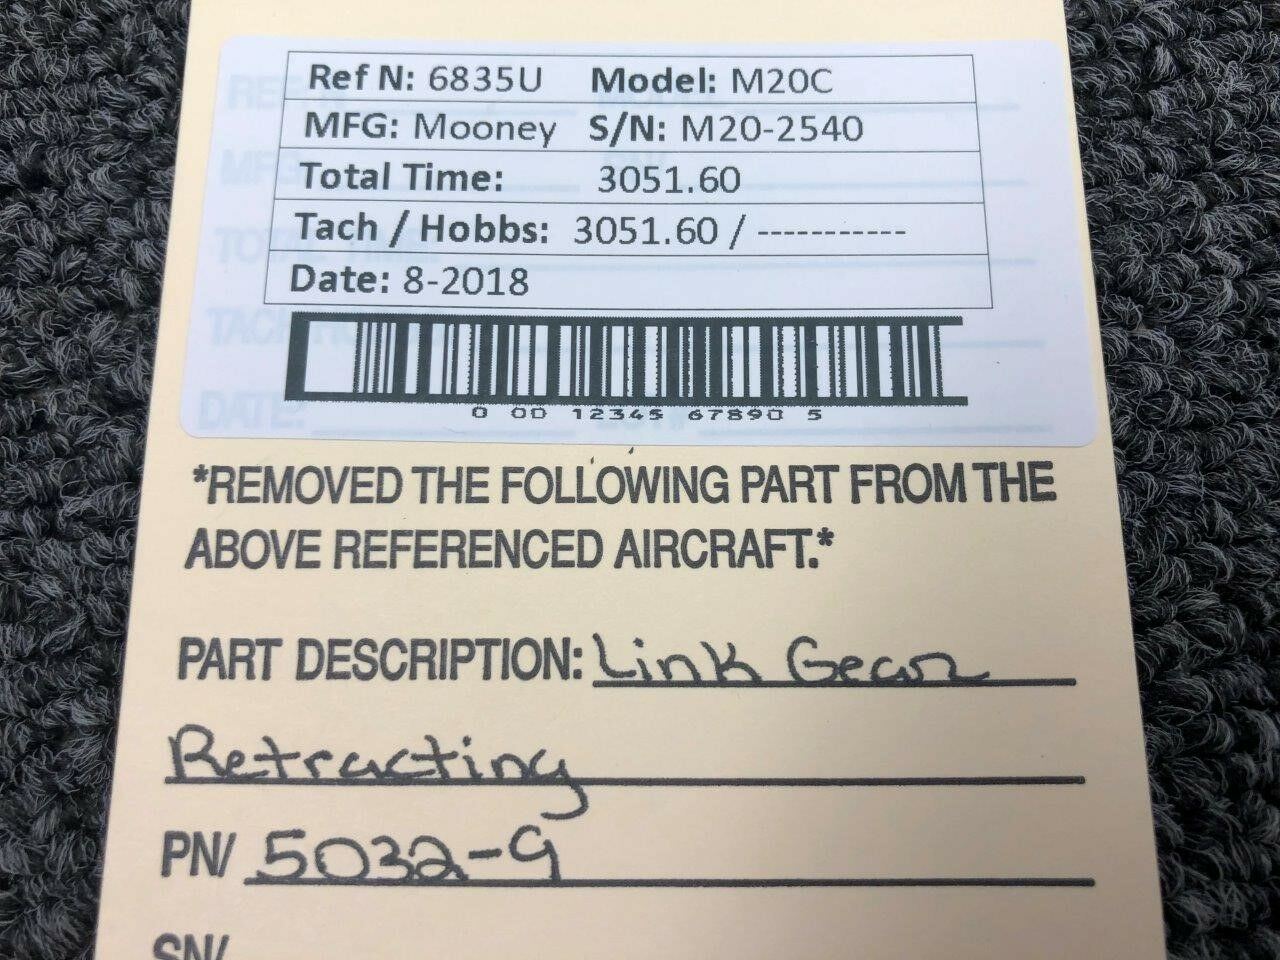 Ref N: 6835U Model: M20C
MFG: Mooney S/N: M20-2540
Total Time: 3051.60
Tach / Hobbs: 3051.60 / -----------
Date: 8-2018
0 00 12345 67890 5
*REMOVED THE FOLLOWING PART FROM THE
ABOVE REFERENCED AIRCRAFT.*
PART DESCRIPTION: Link Gear
Retracting
PN/ 5032-9
SN/